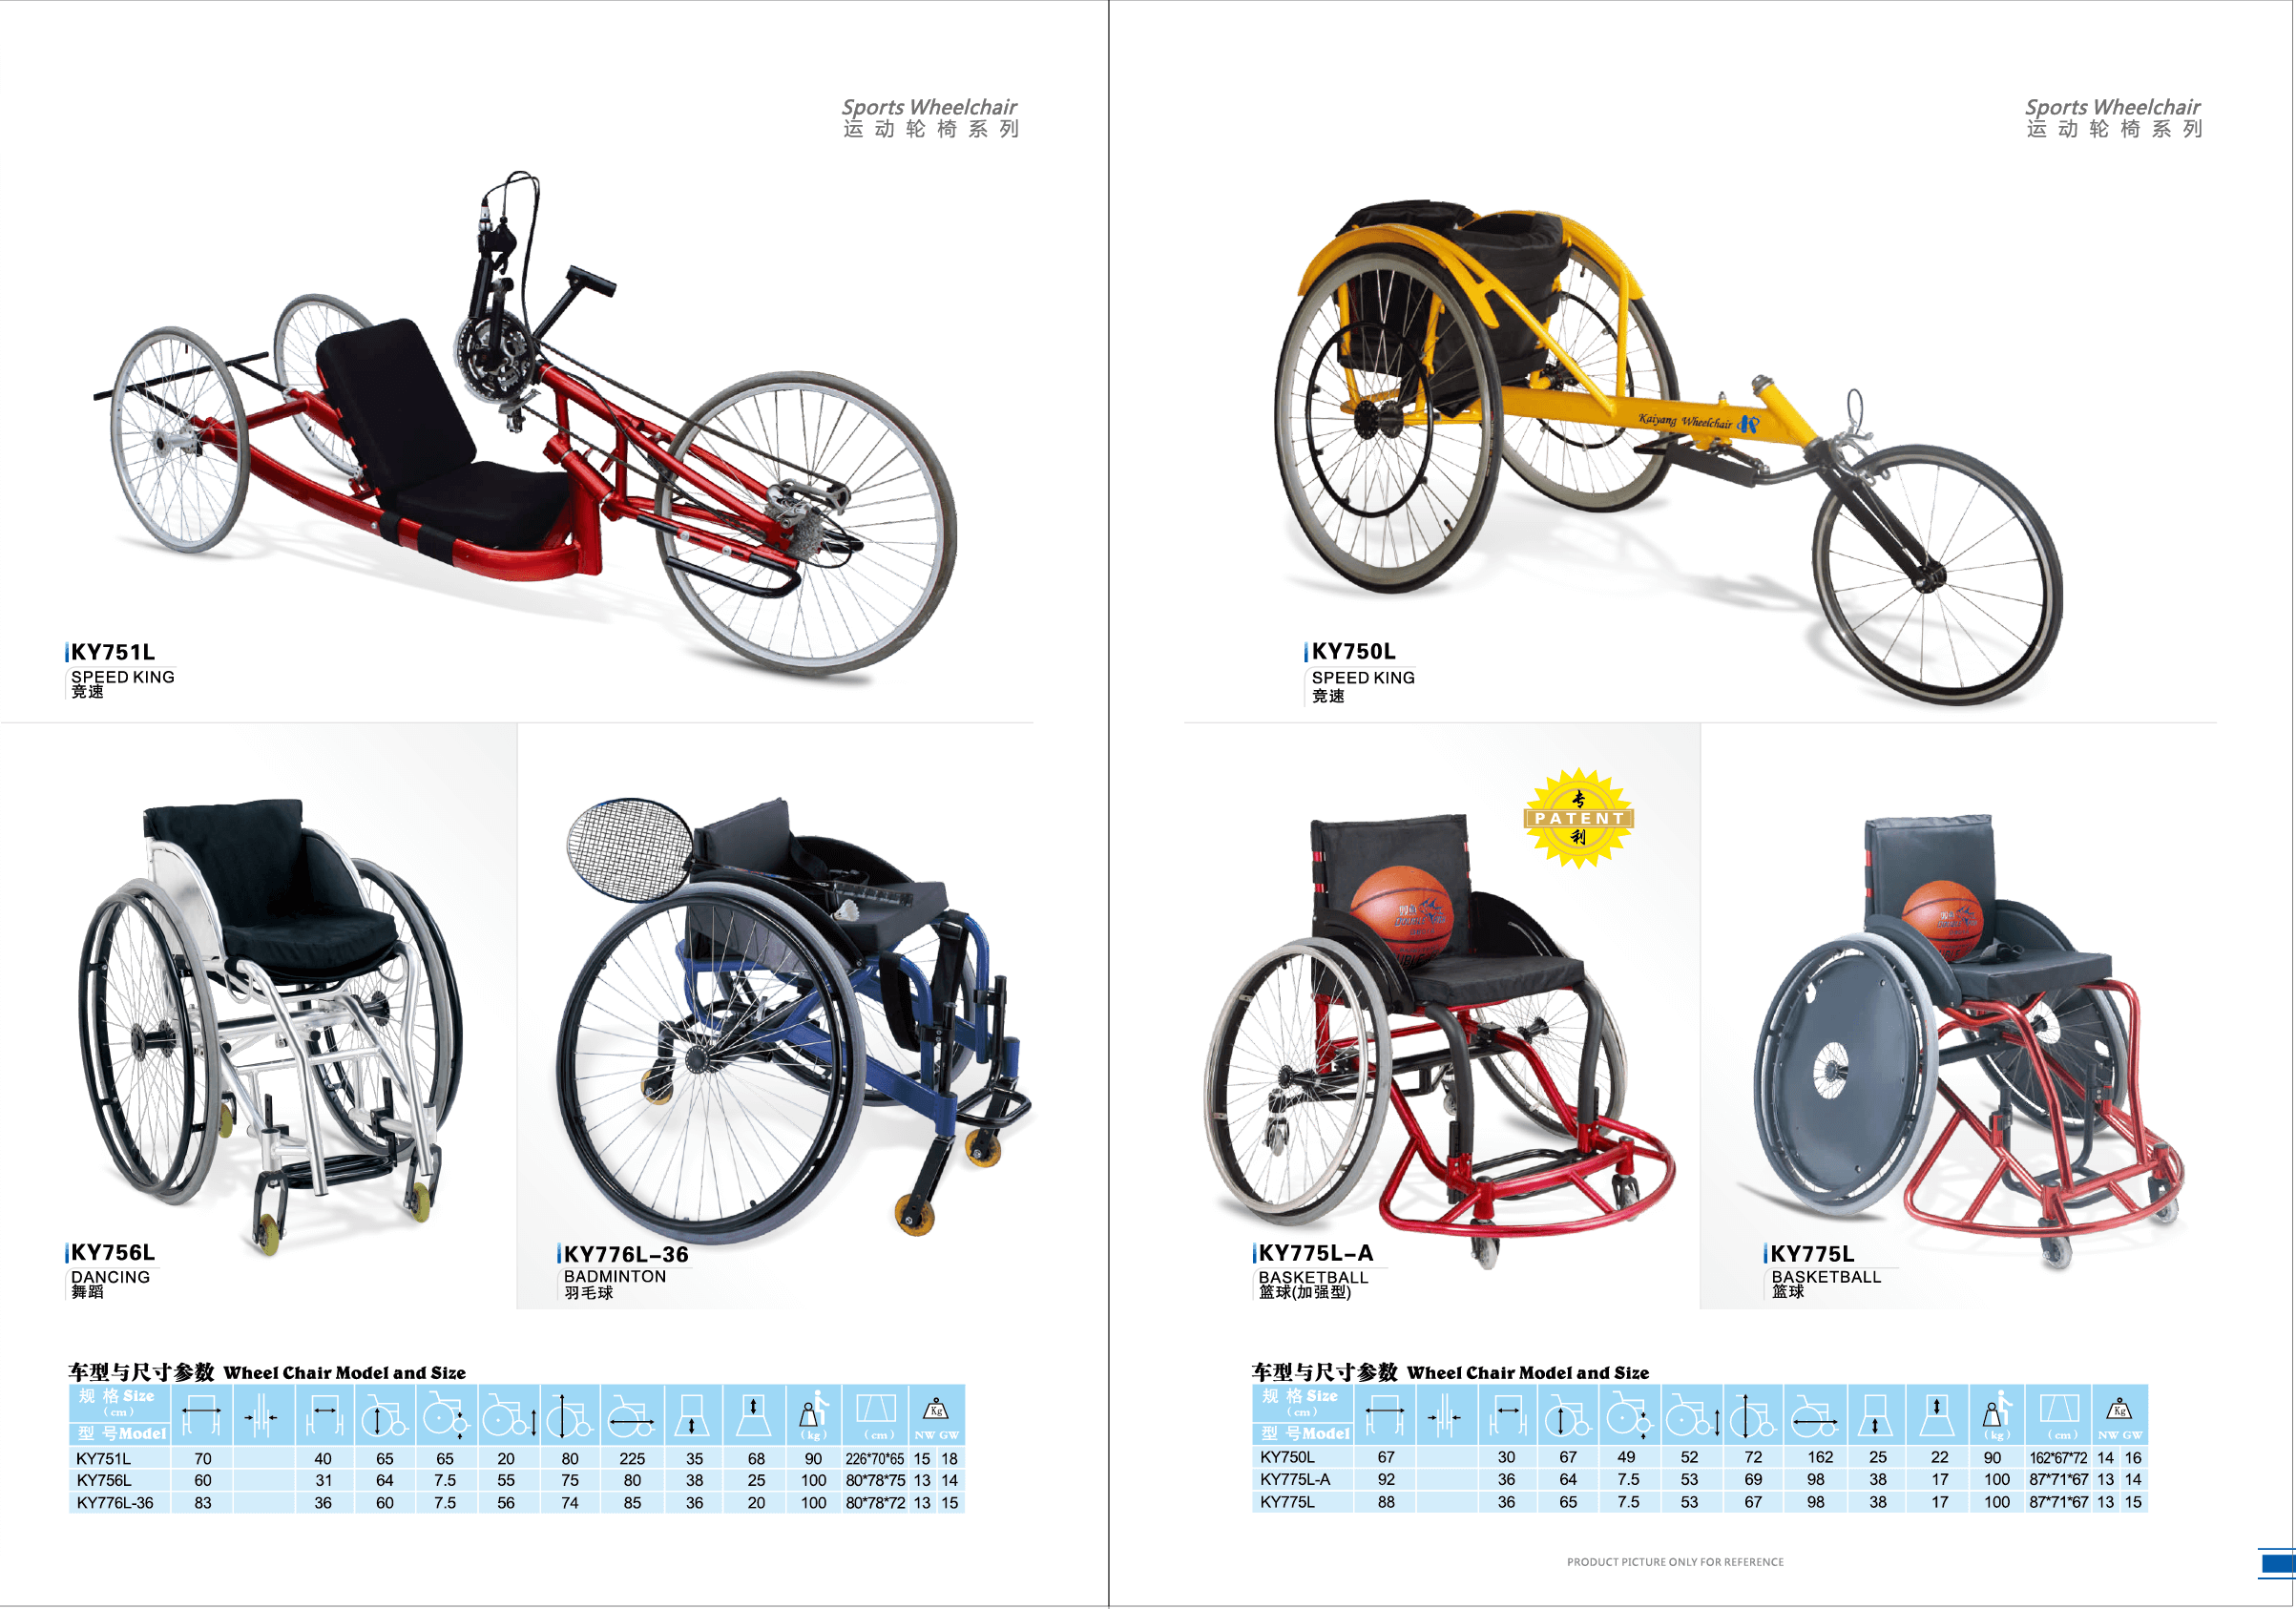 Sports Wheelchair
运动轮椅系列
KY751L
SPEED KING
竞速
KY756L
DANCING
舞蹈
KY776L-36
BADMINTON
羽毛球
车型与尺寸参数 Wheel Chair Model and Size
规格 Size
(cm)
型号Model
(kg) (cm) Kg NW GW
KY751L 70 40 65 65 20 80 225 35 68 90 226*70*65 15 18
KY756L 60 31 64 7.5 55 75 80 38 25 100 80*78*75 13 14
KY776L-36 83 36 60 7.5 56 74 85 36 20 100 80*78*72 13 15
Sports Wheelchair
运动轮椅系列
Kaiyang Wheelchair
KY750L
SPEED KING
竞速
专
PATENT
利
KY775L-A
BASKETBALL
篮球(加强型)
KY775L
BASKETBALL
篮球
车型与尺寸参数 Wheel Chair Model and Size
规格 Size
(cm)
型号Model
(kg) (cm) Kg NW GW
KY750L 67 30 67 49 52 72 162 25 22 90 162*67*72 14 16
KY775L-A 92 36 64 7.5 53 69 98 38 17 100 87*71*67 13 14
KY775L 88 36 65 7.5 53 67 98 38 17 100 87*71*67 13 15
PRODUCT PICTURE ONLY FOR REFERENCE